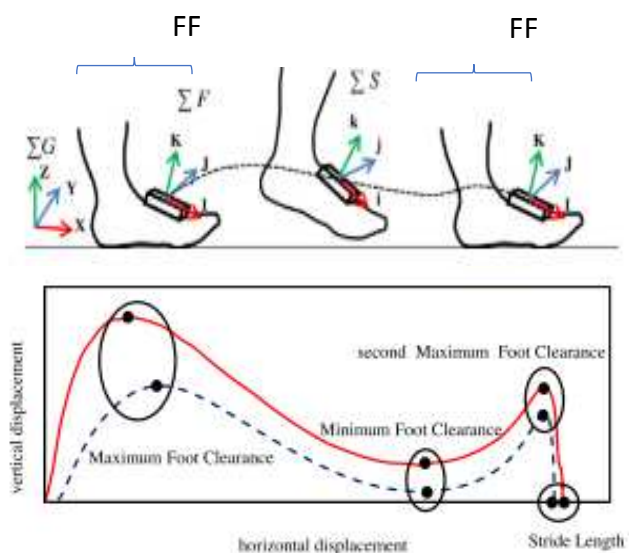 FF FF
∑F ∑S
∑G
Z Y X
K J i
k j i
K J i
second Maximum Foot Clearance
Minimum Foot Clearance
Maximum Foot Clearance
vertical displacement
horizontal displacement
Stride Length